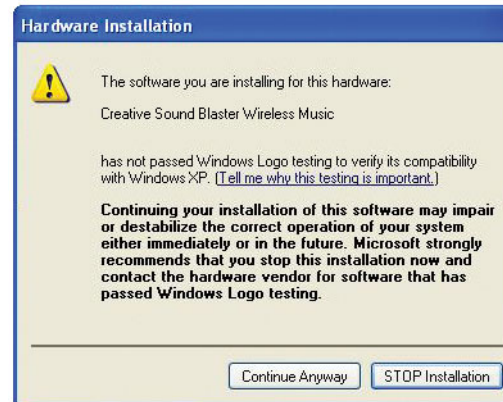 Hardware Installation
The software you are installing for this hardware:
Creative Sound Blaster Wireless Music
has not passed Windows Logo testing to verify its compatibility
with Windows XP. (Tell me why this testing is important.)
Continuing your installation of this software may impair
or destabilize the correct operation of your system
either immediately or in the future. Microsoft strongly
recommends that you stop this installation now and
contact the hardware vendor for software that has
passed Windows Logo testing.
Continue Anyway STOP Installation